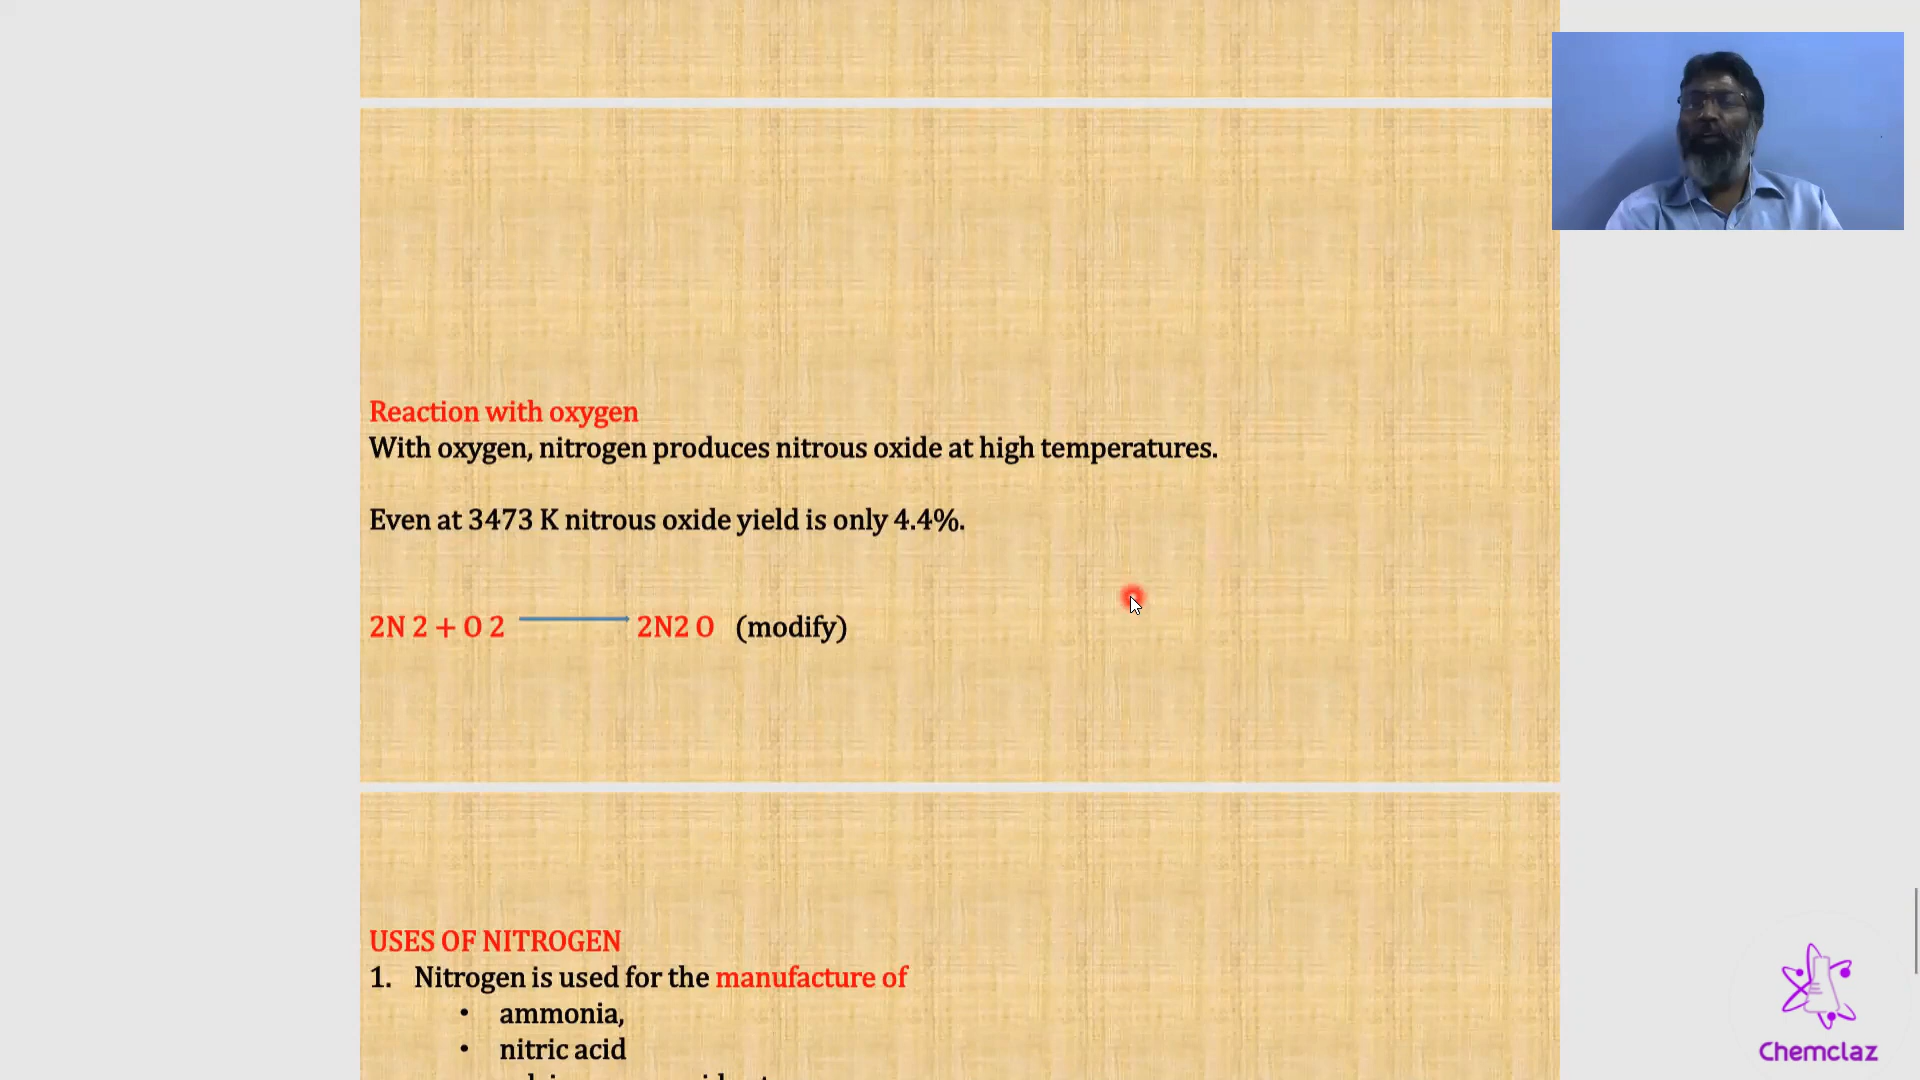 Reaction with oxygen
With oxygen, nitrogen produces nitrous oxide at high temperatures.
Even at 3473 K nitrous oxide yield is only 4.4%.
2N 2 + O 2 → 2N2 O (modify)
USES OF NITROGEN
1. Nitrogen is used for the manufacture of
• ammonia,
• nitric acid
Chemclaz